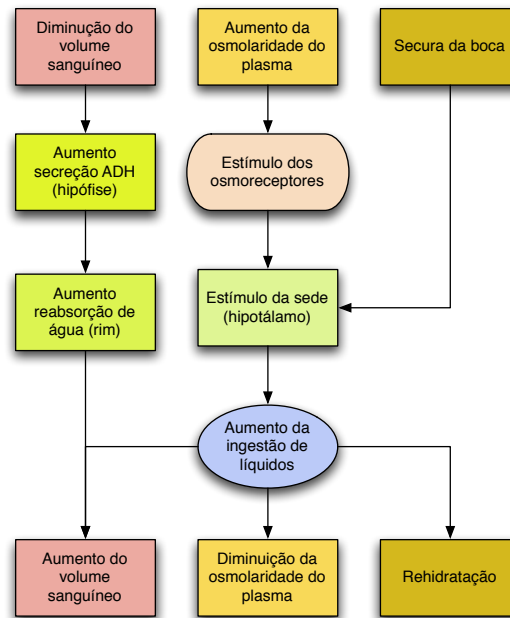 Diminução do
volume
sanguíneo
Aumento da
osmolaridade do
plasma
Secura da boca
Aumento
secreção ADH
(hipófise)
Estímulo dos
osmoreceptores
Aumento
reabsorção de
água (rim)
Estímulo da sede
(hipotálamo)
Aumento da
ingestão de
líquidos
Aumento do
volume
sanguíneo
Diminuição da
osmolaridade do
plasma
Rehidratação